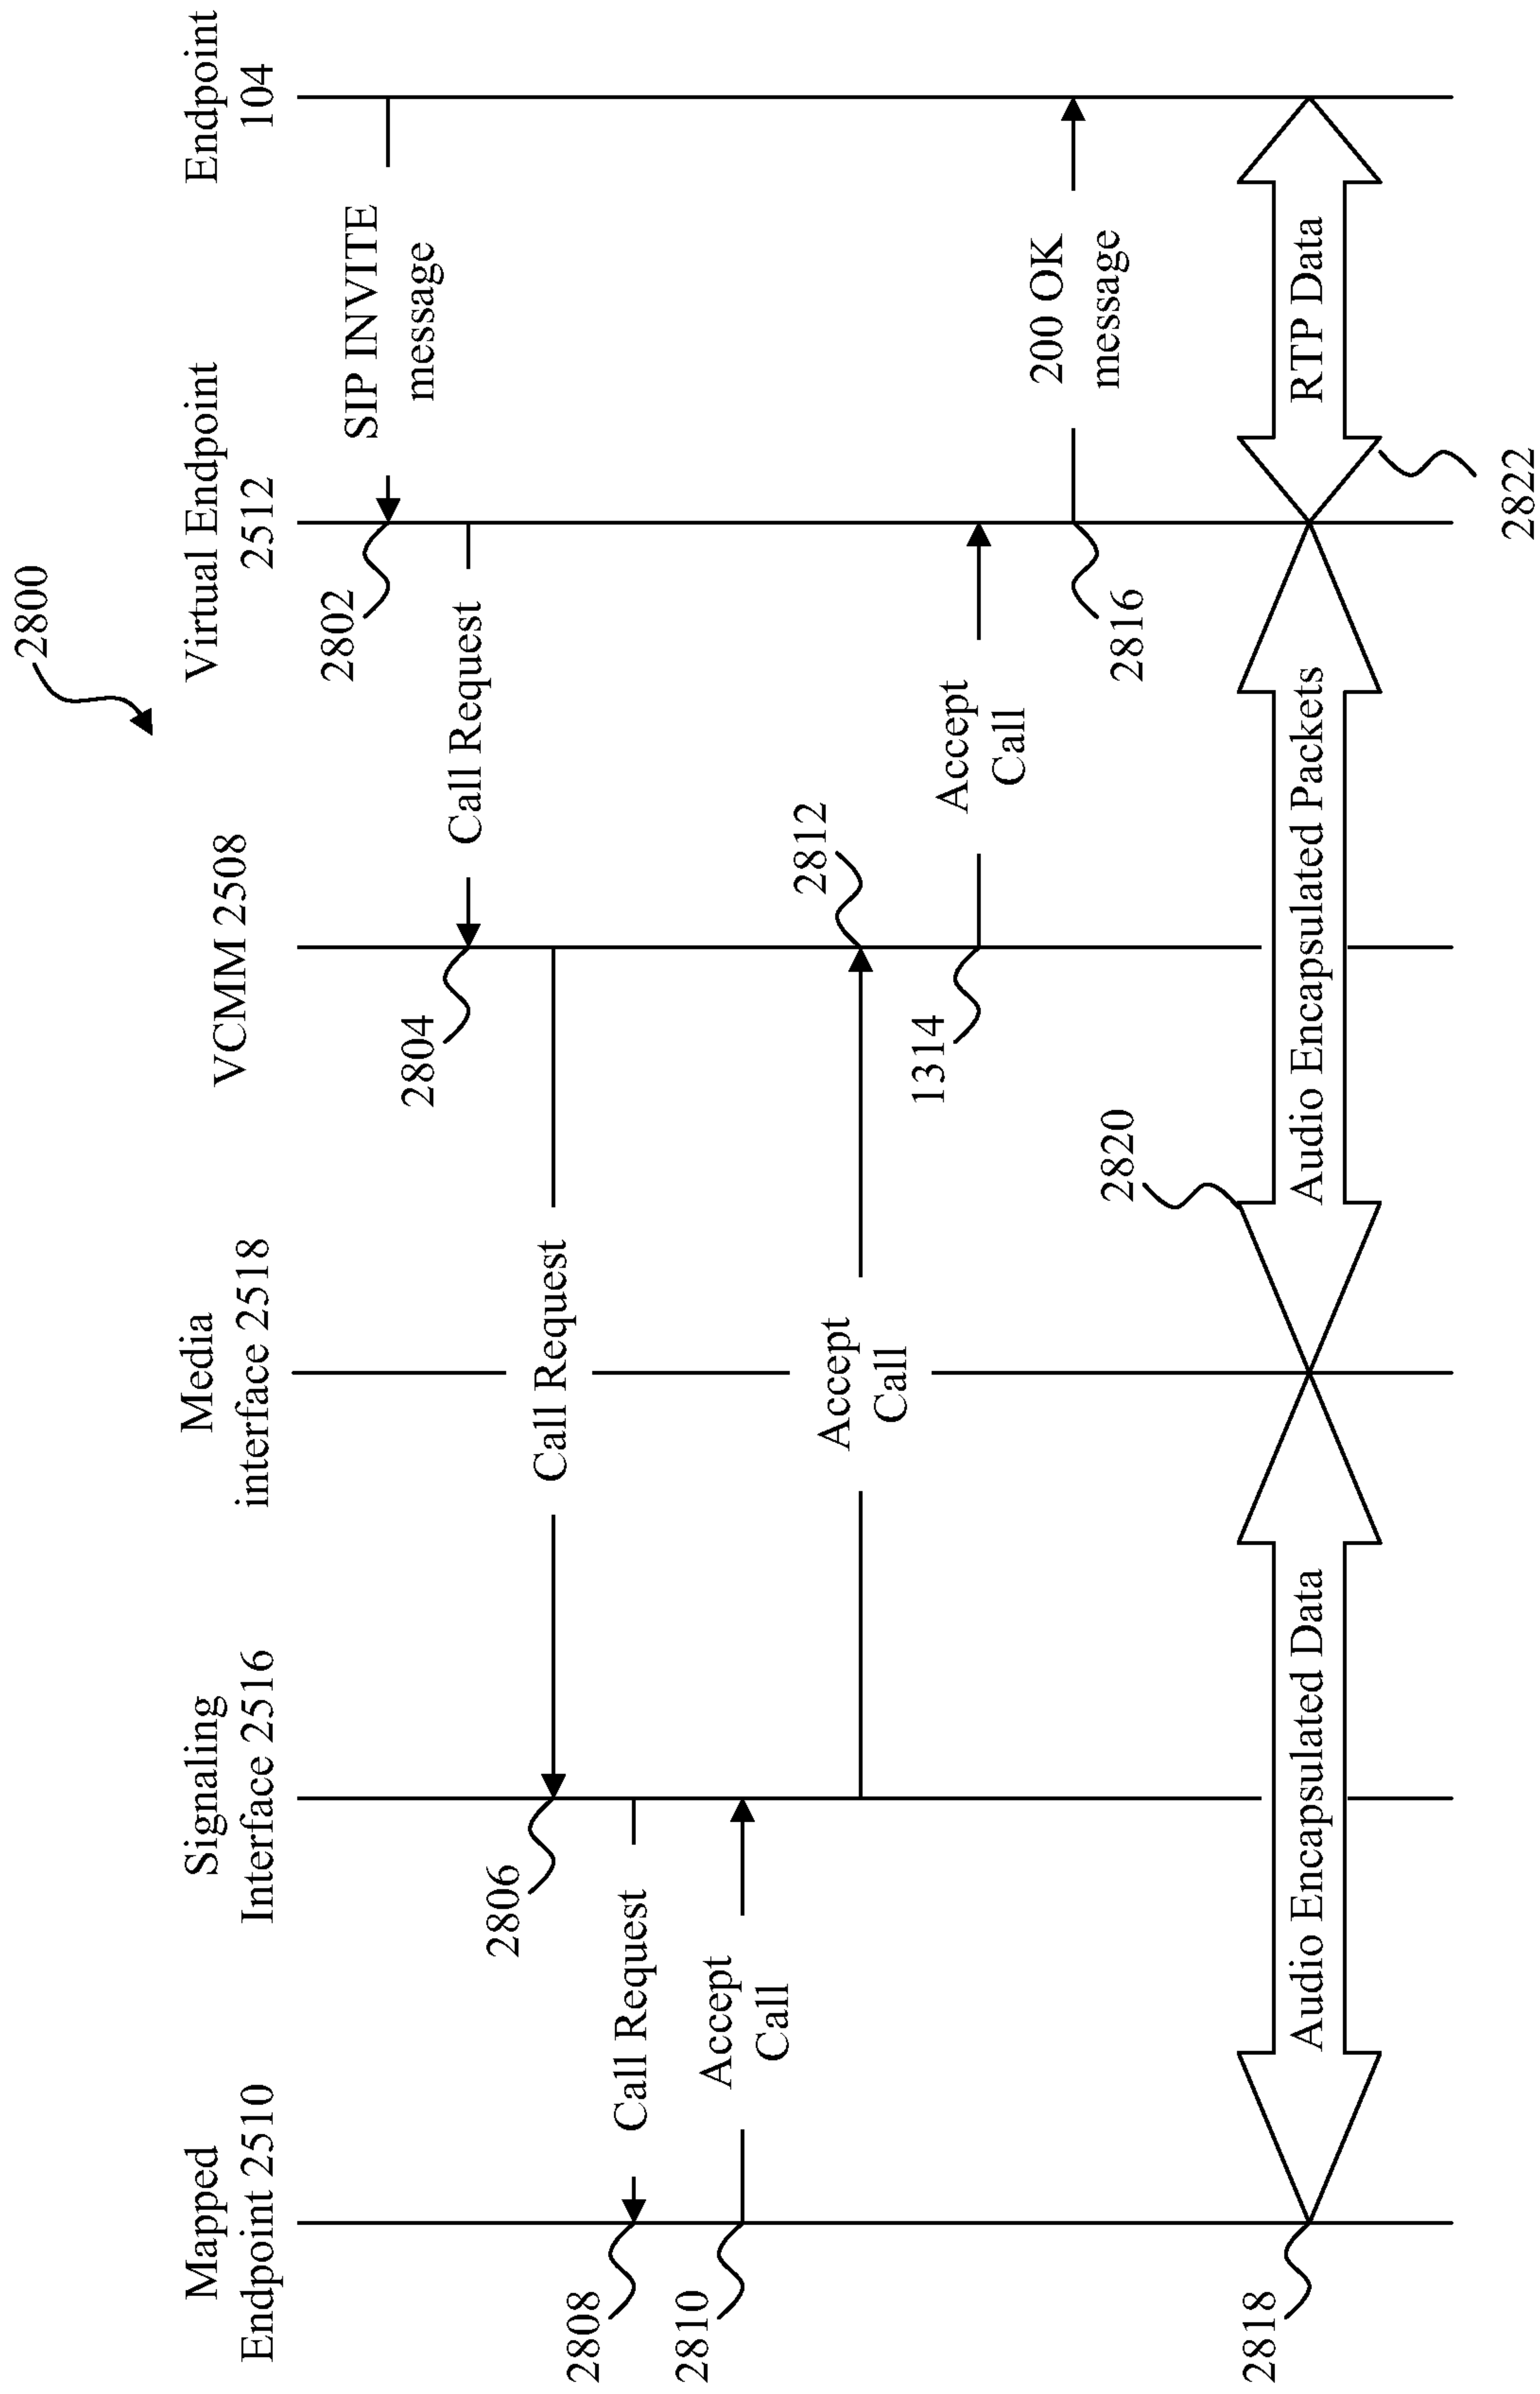 2800
Mapped
Endpoint 2510
Signaling
Interface 2516
Media
interface 2518
VCMM 2508
Virtual Endpoint
2512
Endpoint
104
SIP INVITE
message
2802
Call Request
2804
Call Request
2806
Call Request
2808
Accept
Call
2810
Accept
Call
2812
Accept
Call
1314
200 OK
message
2816
2820
Audio Encapsulated Data
Audio Encapsulated Packets
RTP Data
2818
2822